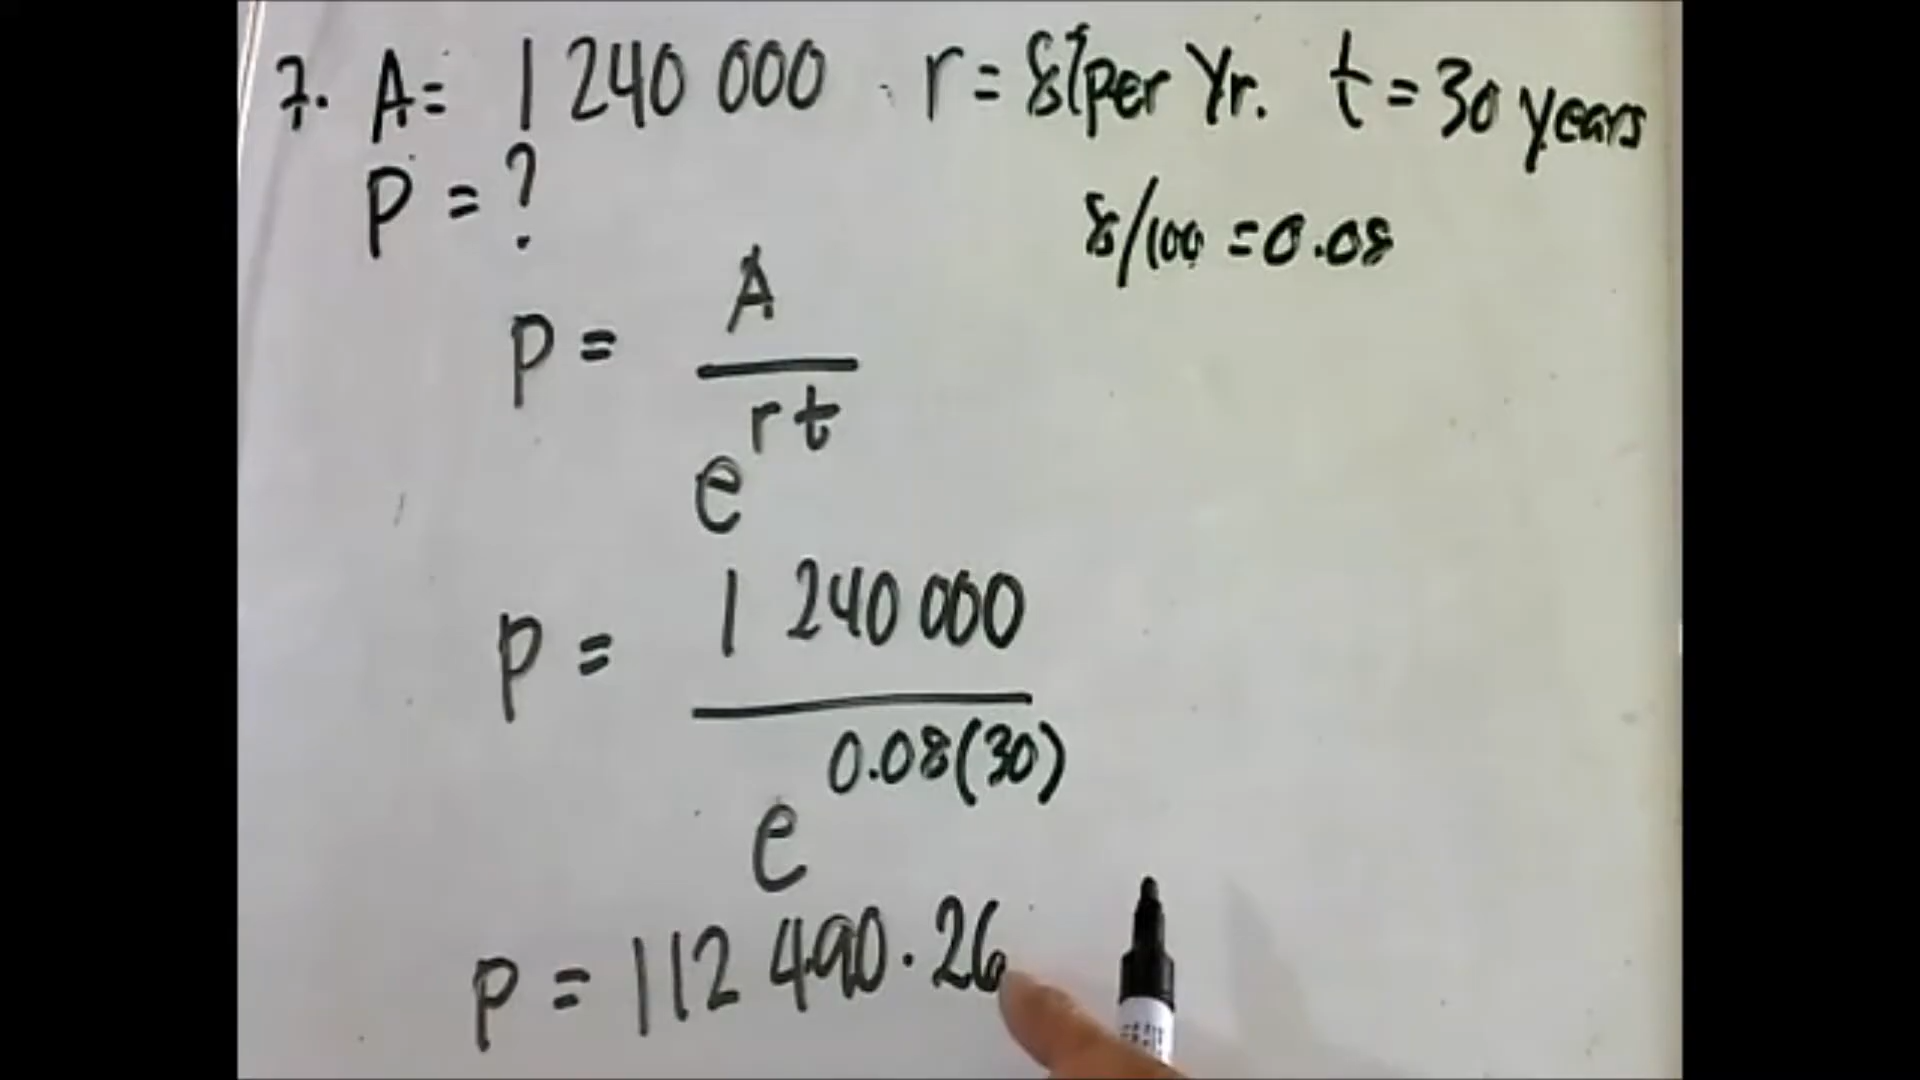 7. A= 1 240 000 r = 8% per Yr. t = 30 years
P = ?
8/100 = 0.08
P = A
rt
e
P = 1 240 000
0.08(30)
e
P = 112 490.26